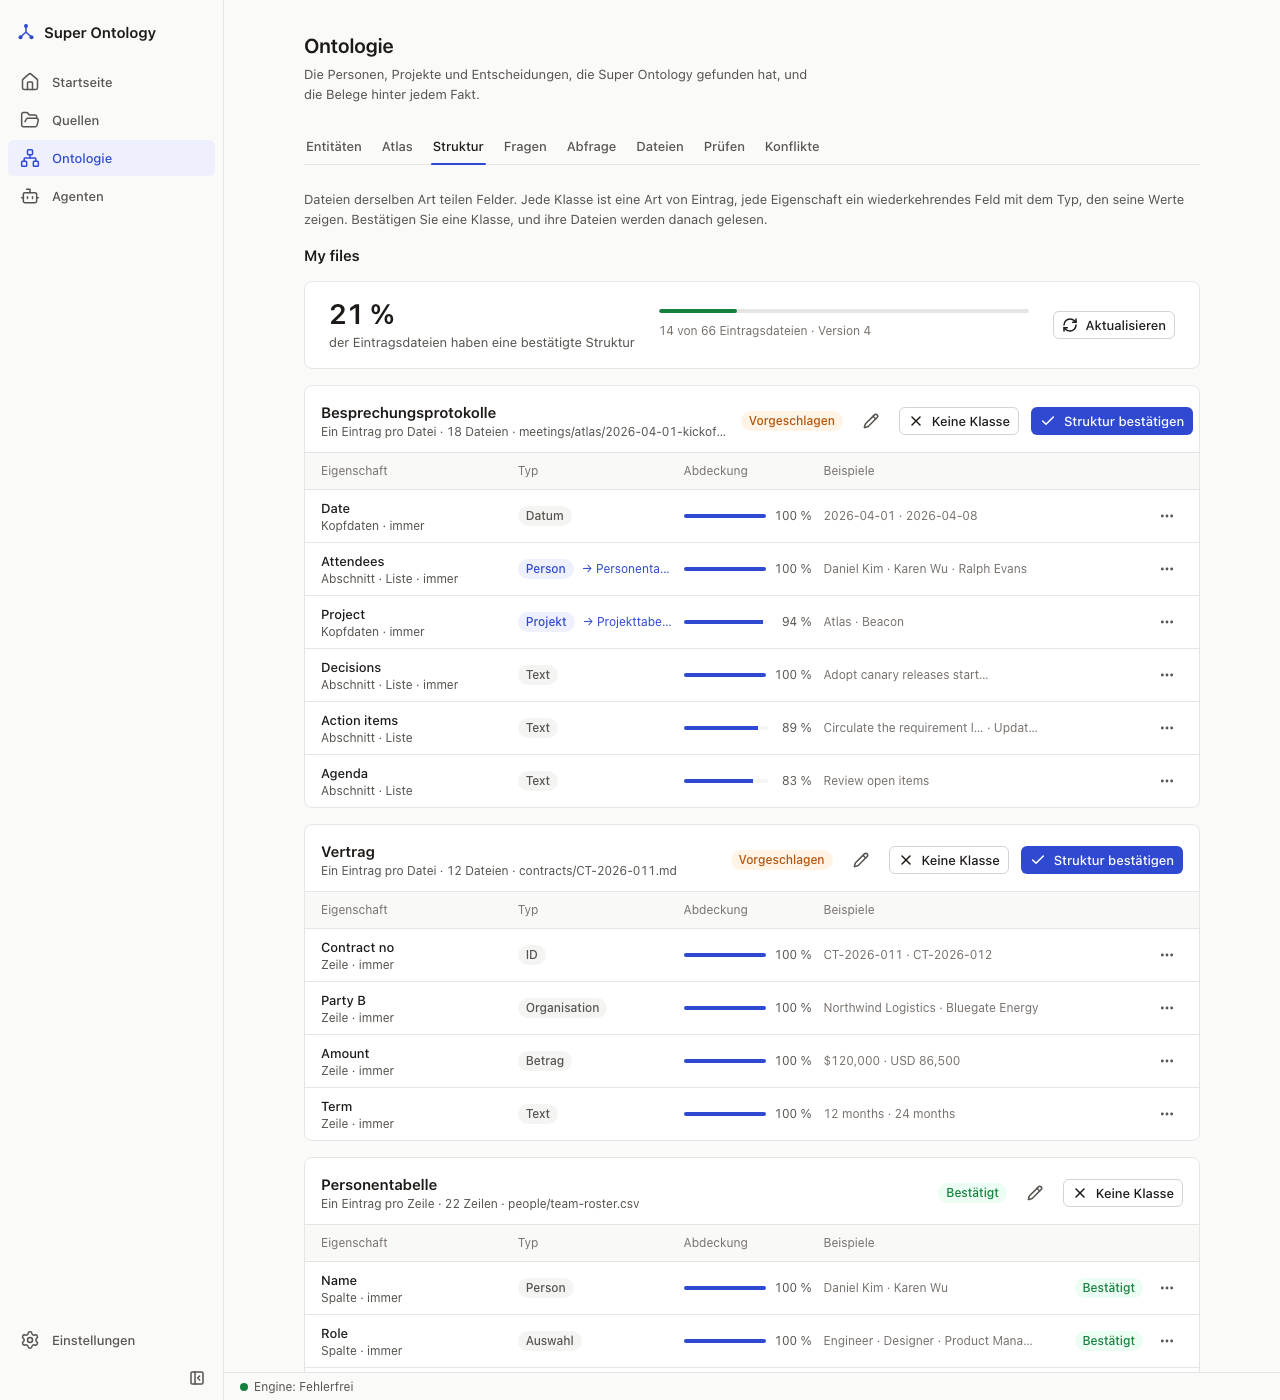 Super Ontology
Startseite
Quellen
Ontologie
Agenten
Einstellungen
Ontologie
Die Personen, Projekte und Entscheidungen, die Super Ontology gefunden hat, und
die Belege hinter jedem Fakt.
Entitäten Atlas Struktur Fragen Abfrage Dateien Prüfen Konflikte
Dateien derselben Art teilen Felder. Jede Klasse ist eine Art von Eintrag, jede Eigenschaft ein wiederkehrendes Feld mit dem Typ, den seine Werte
zeigen. Bestätigen Sie eine Klasse, und ihre Dateien werden danach gelesen.
My files
21 %
der Eintragsdateien haben eine bestätigte Struktur
14 von 66 Eintragsdateien · Version 4
Aktualisieren
Besprechungsprotokolle
Ein Eintrag pro Datei · 18 Dateien · meetings/atlas/2026-04-01-kickof...
Vorgeschlagen Keine Klasse Struktur bestätigen
Eigenschaft Typ Abdeckung Beispiele
Date
Kopfdaten · immer
Datum 100 % 2026-04-01 · 2026-04-08
Attendees
Abschnitt · Liste · immer
Person → Personenta... 100 % Daniel Kim · Karen Wu · Ralph Evans
Project
Kopfdaten · immer
Projekt → Projekttabe... 94 % Atlas · Beacon
Decisions
Abschnitt · Liste · immer
Text 100 % Adopt canary releases start...
Action items
Abschnitt · Liste
Text 89 % Circulate the requirement l... · Updat...
Agenda
Abschnitt · Liste
Text 83 % Review open items
Vertrag
Ein Eintrag pro Datei · 12 Dateien · contracts/CT-2026-011.md
Vorgeschlagen Keine Klasse Struktur bestätigen
Eigenschaft Typ Abdeckung Beispiele
Contract no
Zeile · immer
ID 100 % CT-2026-011 · CT-2026-012
Party B
Zeile · immer
Organisation 100 % Northwind Logistics · Bluegate Energy
Amount
Zeile · immer
Betrag 100 % $120,000 · USD 86,500
Term
Zeile · immer
Text 100 % 12 months · 24 months
Personentabelle
Ein Eintrag pro Zeile · 22 Zeilen · people/team-roster.csv
Bestätigt Keine Klasse
Eigenschaft Typ Abdeckung Beispiele
Name
Spalte · immer
Person 100 % Daniel Kim · Karen Wu Bestätigt
Role
Spalte · immer
Auswahl 100 % Engineer · Designer · Product Mana... Bestätigt
Engine: Fehlerfrei